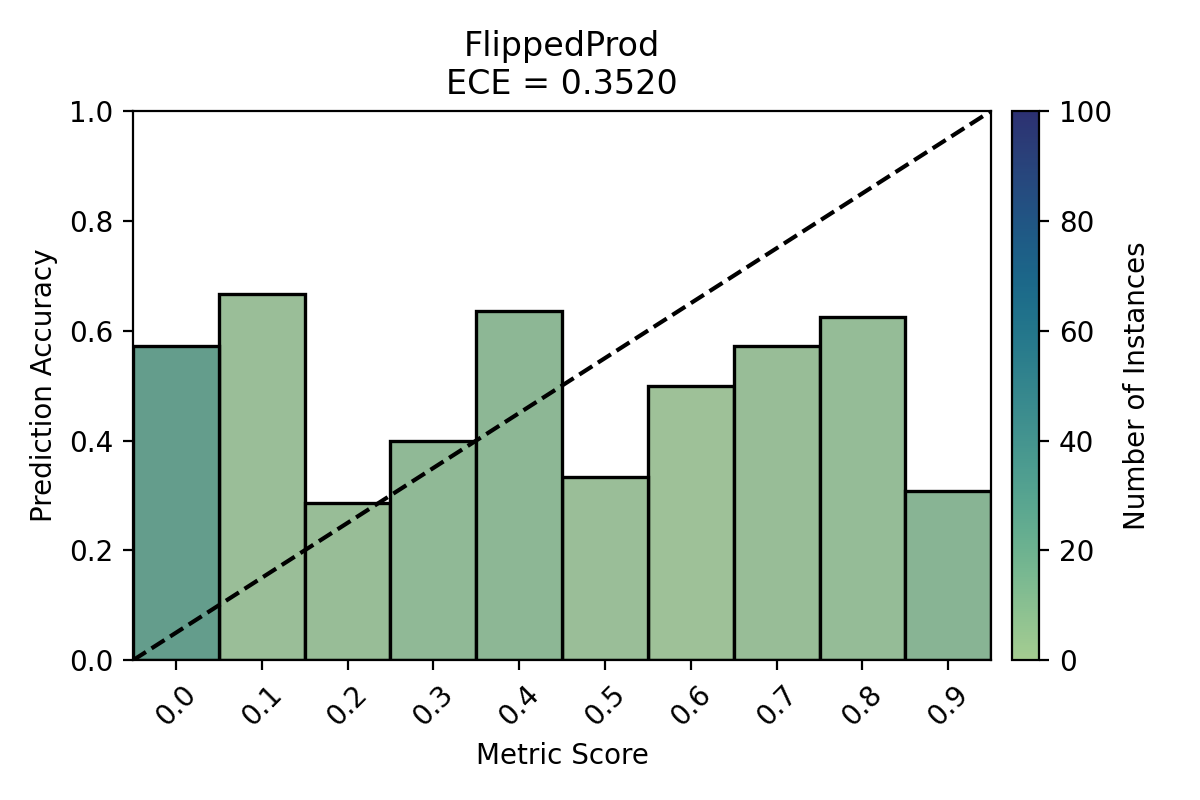 FlippedProd
ECE = 0.3520
Prediction Accuracy
1.0
0.8
0.6
0.4
0.2
0.0
0.0 0.1 0.2 0.3 0.4 0.5 0.6 0.7 0.8 0.9
Metric Score
100
80
60
40
20
0
Number of Instances